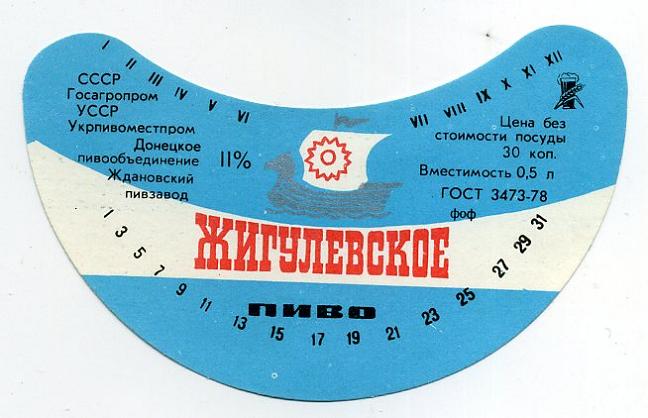 I II III IV V VI VII VIII IX X XI XII
СССР
Госагропром
УССР
Укрпивоместпром
Донецкое
пивообъединение
Ждановский
пивзавод
11%
Цена без
стоимости посуды
30 коп.
Вместимость 0,5 л
ГОСТ 3473-78
фоф
ЖИГУЛЕВСКОЕ
ПИВО
1 3 5 7 9 11 13 15 17 19 21 23 25 27 29 31